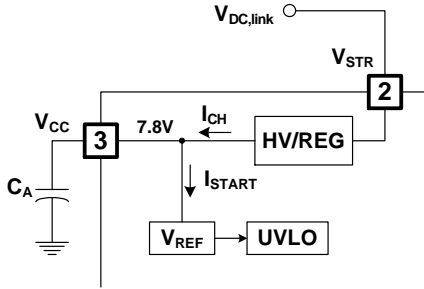 V_DC,link
V_STR
2
V_CC
3
7.8V
I_CH
HV/REG
C_A
I_START
V_REF
UVLO